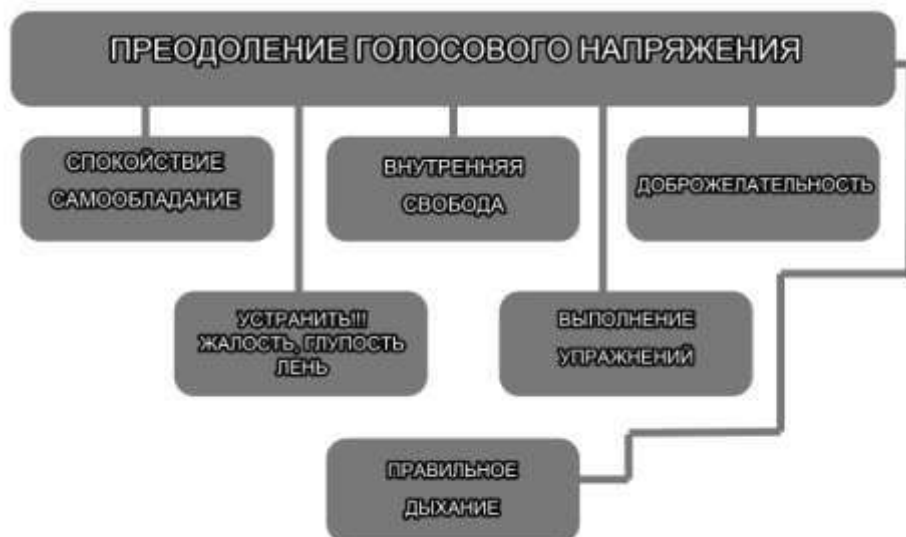 ПРЕОДОЛЕНИЕ ГОЛОСОВОГО НАПРЯЖЕНИЯ
СПОКОЙСТВИЕ
САМООБЛАДАНИЕ
ВНУТРЕННЯЯ
СВОБОДА
ДОБРОЖЕЛАТЕЛЬНОСТЬ
УСТРАНИТЬ!!!
ЖАЛОСТЬ, ГЛУПОСТЬ
ЛЕНЬ
ВЫПОЛНЕНИЕ
УПРАЖНЕНИЙ
ПРАВИЛЬНОЕ
ДЫХАНИЕ